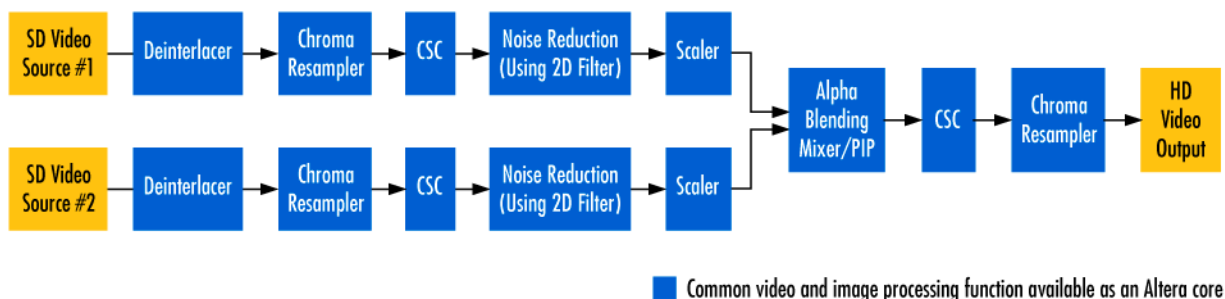 SD Video
Source #1
Deinterlacer
Chroma
Resampler
CSC
Noise Reduction
(Using 2D Filter)
Scaler
SD Video
Source #2
Deinterlacer
Chroma
Resampler
CSC
Noise Reduction
(Using 2D Filter)
Scaler
Alpha
Blending
Mixer/PIP
CSC
Chroma
Resampler
HD
Video
Output
Common video and image processing function available as an Altera core